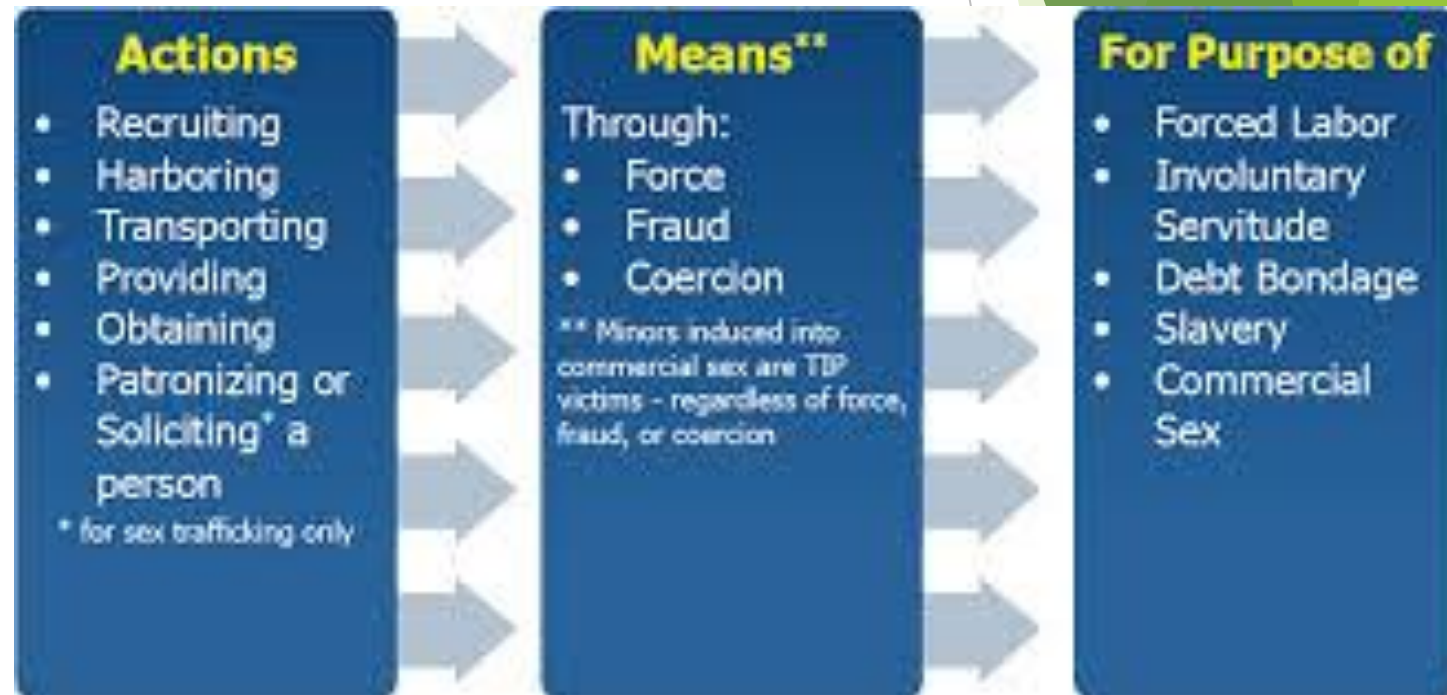 Actions
• Recruiting
• Harboring
• Transporting
• Providing
• Obtaining
• Patronizing or
Soliciting* a
person
* for sex trafficking only
Means**
Through:
• Force
• Fraud
• Coercion
** Minors induced into
commercial sex are TIP
victims - regardless of force,
fraud, or coercion
For Purpose of
• Forced Labor
• Involuntary
Servitude
• Debt Bondage
• Slavery
• Commercial
Sex